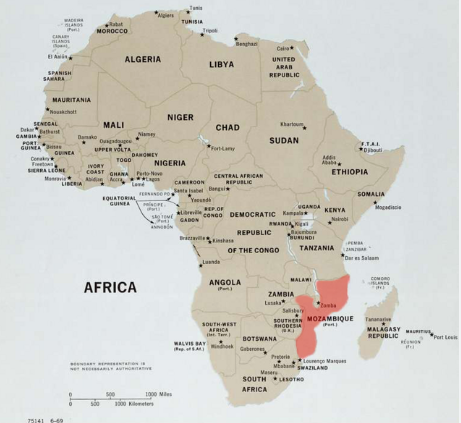 MADEIRA
ISLANDS
(Port.)
Rabat
MOROCCO
Algiers
Tunis
TUNISIA
Tripoli
Benghazi
Cairo
CANARY
ISLANDS
(Spain)
El Aaiún
SPANISH
SAHARA
ALGERIA
LIBYA
UNITED
ARAB
REPUBLIC
MAURITANIA
Nouakchott
MALI
NIGER
CHAD
SUDAN
Khartoum
SENEGAL
Dakar
Bathurst
GAMBIA
PORT.
GUINEA
Bissau
GUINEA
Conakry
Freetown
SIERRA LEONE
Monrovia
LIBERIA
Bamako
Ouagadougou
UPPER VOLTA
Niamey
DAHOMEY
TOGO
IVORY
COAST
Abidjan
GHANA
Accra
Lomé
Porto-Novo
Lagos
NIGERIA
Fort-Lamy
F.T.A.I.
Djibouti
Addis
Ababa
ETHIOPIA
CAMEROON
CENTRAL AFRICAN
REPUBLIC
Bangui
FERNANDO PO
Santa Isabel
Yaoundé
EQUATORIAL
GUINEA
PRÍNCIPE
(Port.)
SÃO TOMÉ
(Port.)
ANNOBÓN
Libreville
GABON
REP. OF
CONGO
Brazzaville
Kinshasa
DEMOCRATIC
REPUBLIC
OF THE CONGO
UGANDA
Kampala
KENYA
Nairobi
SOMALIA
Mogadiscio
RWANDA
Kigali
Bujumbura
BURUNDI
TANZANIA
PEMBA
ZANZIBAR
Dar es Salaam
Luanda
AFRICA
ANGOLA
(Port.)
ZAMBIA
Lusaka
MALAWI
Zomba
COMORO
ISLANDS
(Fr.)
Salisbury
SOUTHERN
RHODESIA
(U.K.)
MOZAMBIQUE
(Port.)
Tananarive
MALAGASY
REPUBLIC
MAURITIUS
Port Louis
RÉUNION
(Fr.)
SOUTH-WEST
AFRICA
(Int. Terr.)
WALVIS BAY
(Rep. of S.Afr.)
Windhoek
BOTSWANA
Gaberones
Pretoria
Mbabane
Lourenço Marques
SWAZILAND
Maseru
LESOTHO
SOUTH
AFRICA
BOUNDARY REPRESENTATION IS
NOT NECESSARILY AUTHORITATIVE
0 500 1000 Miles
0 500 1000 Kilometers
75141 6-69